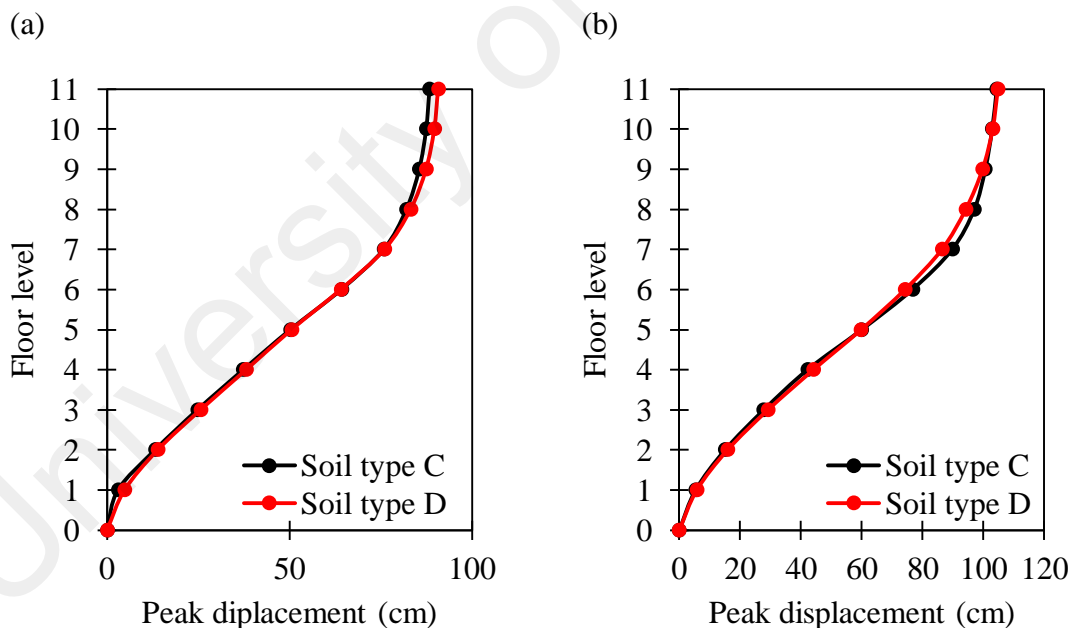 (a)
11
10
9
8
7
6
5
4
3
2
1
0
Floor level
Soil type C
Soil type D
0 50 100
Peak diplacement (cm)
(b)
11
10
9
8
7
6
5
4
3
2
1
0
Floor level
Soil type C
Soil type D
0 20 40 60 80 100 120
Peak displacement (cm)
University of